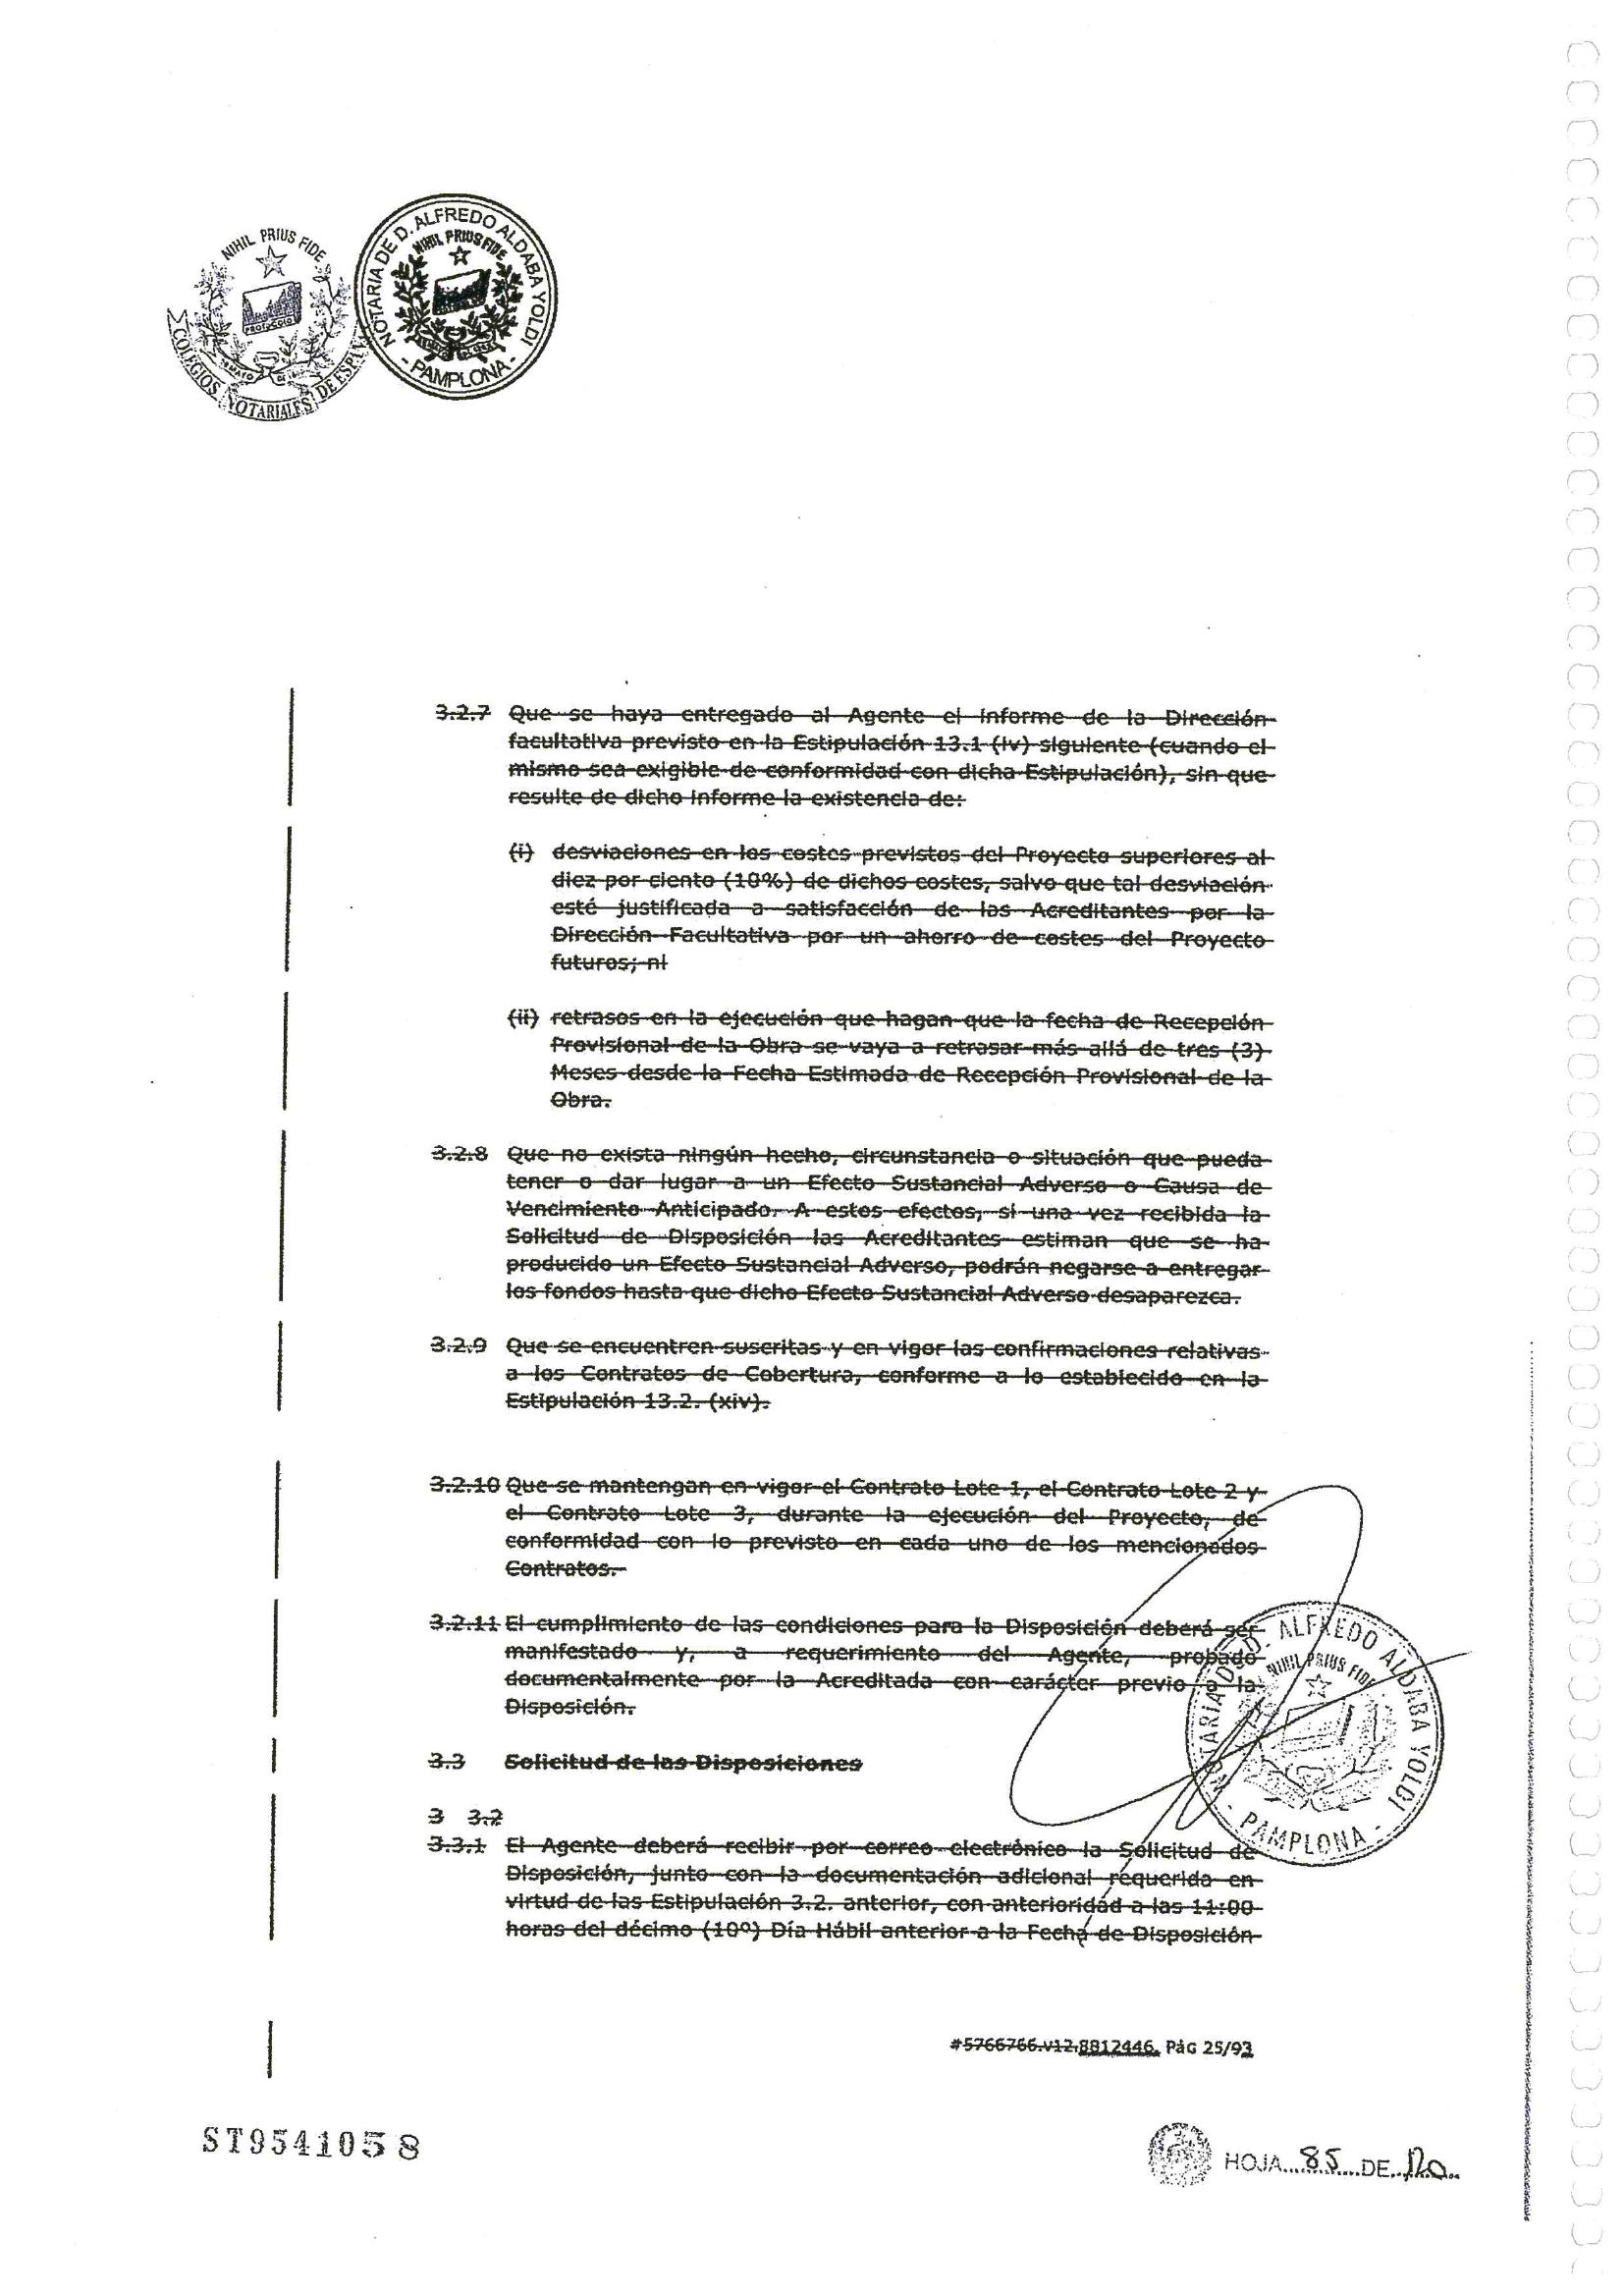 NIHIL PRIUS FIDE
COLEGIOS NOTARIALES DE ESPAÑA
NOTARIA DE D. ALFREDO ALDABA YOLDI
NIHIL PRIUS FIDE
- PAMPLONA -
3.2.7 Que se haya entregado al Agente el informe de la Dirección
facultativa previsto en la Estipulación 13.1 (iv) siguiente (cuando el
mismo sea exigible de conformidad con dicha Estipulación), sin que
resulte de dicho informe la existencia de:
(i) desviaciones en los costes previstos del Proyecto superiores al
diez por ciento (10%) de dichos costes, salvo que tal desviación
esté justificada a satisfacción de las Acreditantes por la
Dirección Facultativa por un ahorro de costes del Proyecto
futuros; ni
(ii) retrasos en la ejecución que hagan que la fecha de Recepción
Provisional de la Obra se vaya a retrasar más allá de tres (3)
Meses desde la Fecha Estimada de Recepción Provisional de la
Obra.
3.2.8 Que no exista ningún hecho, circunstancia o situación que pueda
tener o dar lugar a un Efecto Sustancial Adverso o Causa de
Vencimiento Anticipado. A estos efectos, si una vez recibida la
Solicitud de Disposición las Acreditantes estiman que se ha
producido un Efecto Sustancial Adverso, podrán negarse a entregar
los fondos hasta que dicho Efecto Sustancial Adverso desaparezca.
3.2.9 Que se encuentren suscritas y en vigor las confirmaciones relativas
a los Contratos de Cobertura, conforme a lo establecido en la
Estipulación 13.2. (xiv).
3.2.10 Que se mantengan en vigor el Contrato Lote 1, el Contrato Lote 2 y
el Contrato Lote 3, durante la ejecución del Proyecto, de
conformidad con lo previsto en cada uno de los mencionados
Contratos.
3.2.11 El cumplimiento de las condiciones para la Disposición deberá ser
manifestado y, a requerimiento del Agente, probado
documentalmente por la Acreditada con carácter previo a la
Disposición.
NOTARIA DE D. ALFREDO ALDABA YOLDI
NIHIL PRIUS FIDE
- PAMPLONA -
3.3 Solicitud de las Disposiciones
3 3.2
3.3.1 El Agente deberá recibir por correo electrónico la Solicitud de
Disposición, junto con la documentación adicional requerida en
virtud de las Estipulación 3.2. anterior, con anterioridad a las 11:00
horas del décimo (10º) Día Hábil anterior a la Fecha de Disposición
#5766766.v12.8812446. Pág 25/93
ST9541058
HOJA 85 DE 120